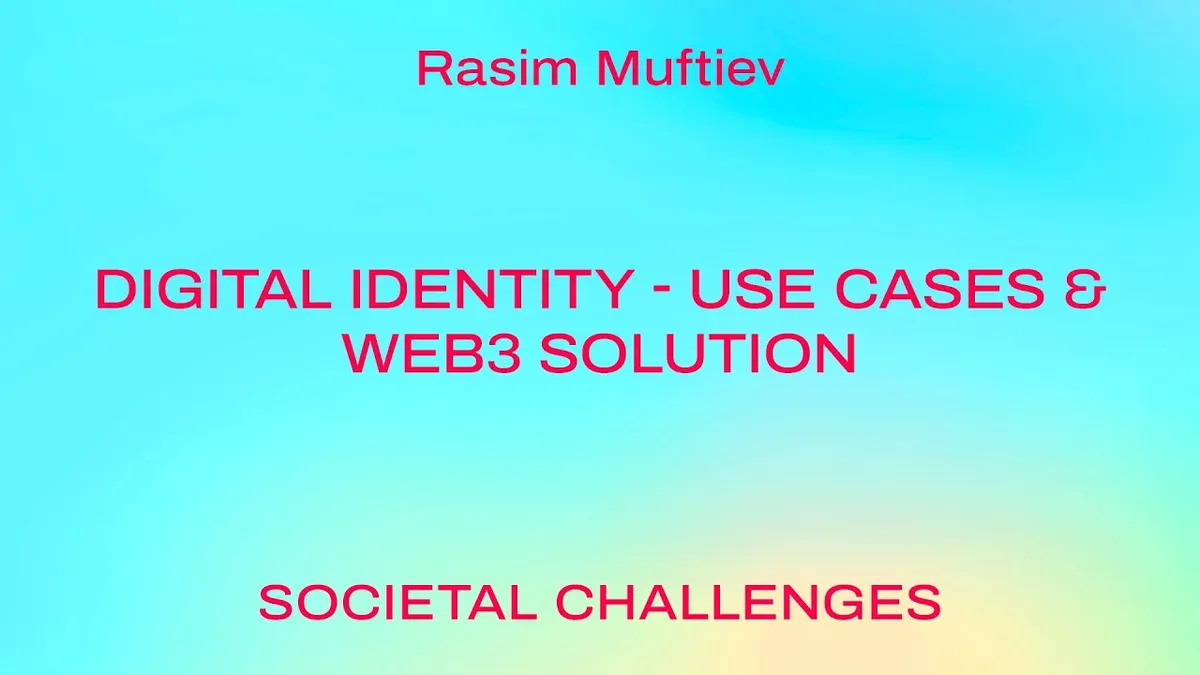 Rasim Muftiev
DIGITAL IDENTITY - USE CASES &
WEB3 SOLUTION
SOCIETAL CHALLENGES